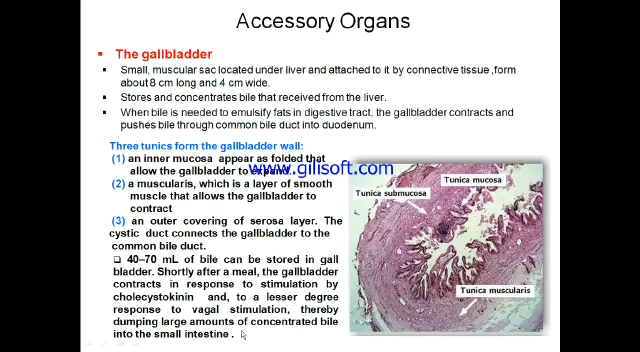 Accessory Organs
▪ The gallbladder
▪ Small, muscular sac located under liver and attached to it by connective tissue ,form
about 8 cm long and 4 cm wide.
▪ Stores and concentrates bile that received from the liver.
▪ When bile is needed to emulsify fats in digestive tract, the gallbladder contracts and
pushes bile through common bile duct into duodenum.
Three tunics form the gallbladder wall:
(1) an inner mucosa appear as folded that
allow the gallbladder to expand.
www.gilisoft.com
(2) a muscularis, which is a layer of smooth
muscle that allows the gallbladder to
contract
(3) an outer covering of serosa layer. The
cystic duct connects the gallbladder to the
common bile duct.
❑ 40–70 mL of bile can be stored in gall
bladder. Shortly after a meal, the gallbladder
contracts in response to stimulation by
cholecystokinin and, to a lesser degree
response to vagal stimulation, thereby
dumping large amounts of concentrated bile
into the small intestine .
Tunica mucosa
Tunica submucosa
Tunica muscularis